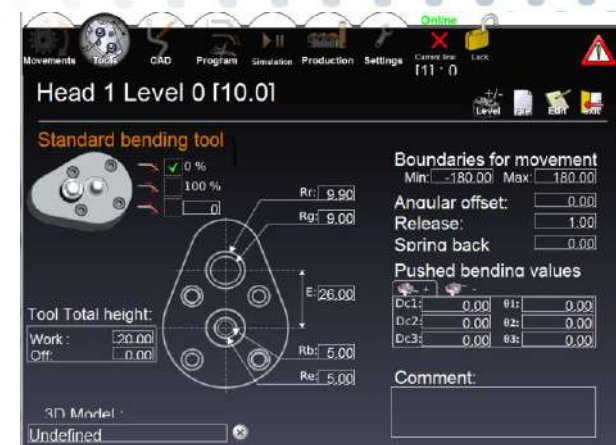 Online
Movements Tools CAD Program Simulation Production Settings Current line: Lock
[1] : 0
Head 1 Level 0 [10.0]
+/-
Level File Edit Exit
Standard bending tool
0 %
100 %
0
Rr: 9.90
Rg: 9.00
E: 26.00
Rb: 5.00
Re: 5.00
Tool Total height:
Work : 20.00
Off: 0.00
3D Model :
Undefined
Boundaries for movement
Min: -180.00 Max: 180.00
Angular offset: 0.00
Release: 1.00
Spring back 0.00
Pushed bending values
+ -
Dc1: 0.00 θ1: 0.00
Dc2: 0.00 θ2: 0.00
Dc3: 0.00 θ3: 0.00
Comment: